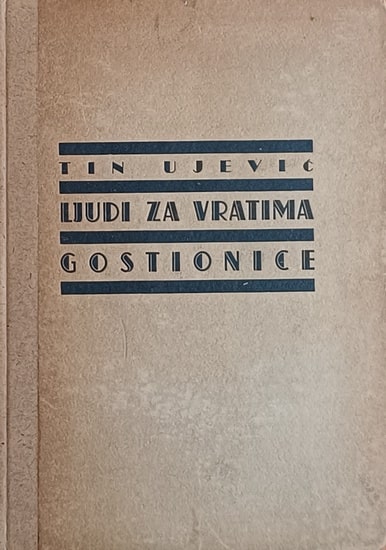 TIN UJEVIĆ
LJUDI ZA VRATIMA
GOSTIONICE